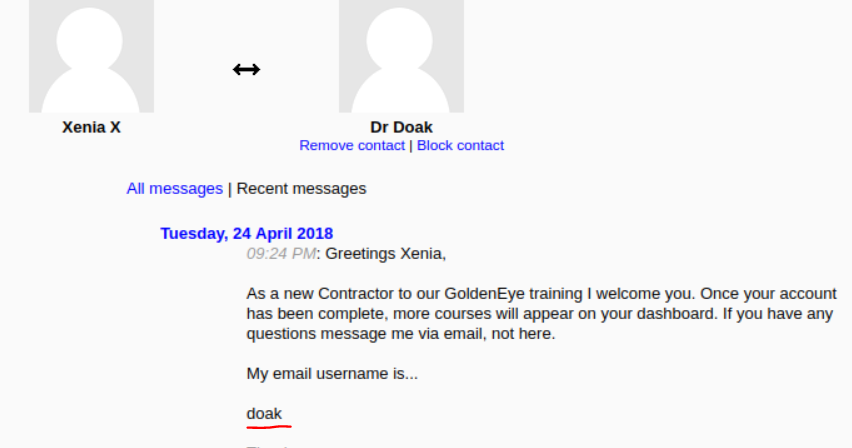 Xenia X
Dr Doak
Remove contact | Block contact
All messages | Recent messages
Tuesday, 24 April 2018
09:24 PM: Greetings Xenia,
As a new Contractor to our GoldenEye training I welcome you. Once your account
has been complete, more courses will appear on your dashboard. If you have any
questions message me via email, not here.
My email username is...
doak